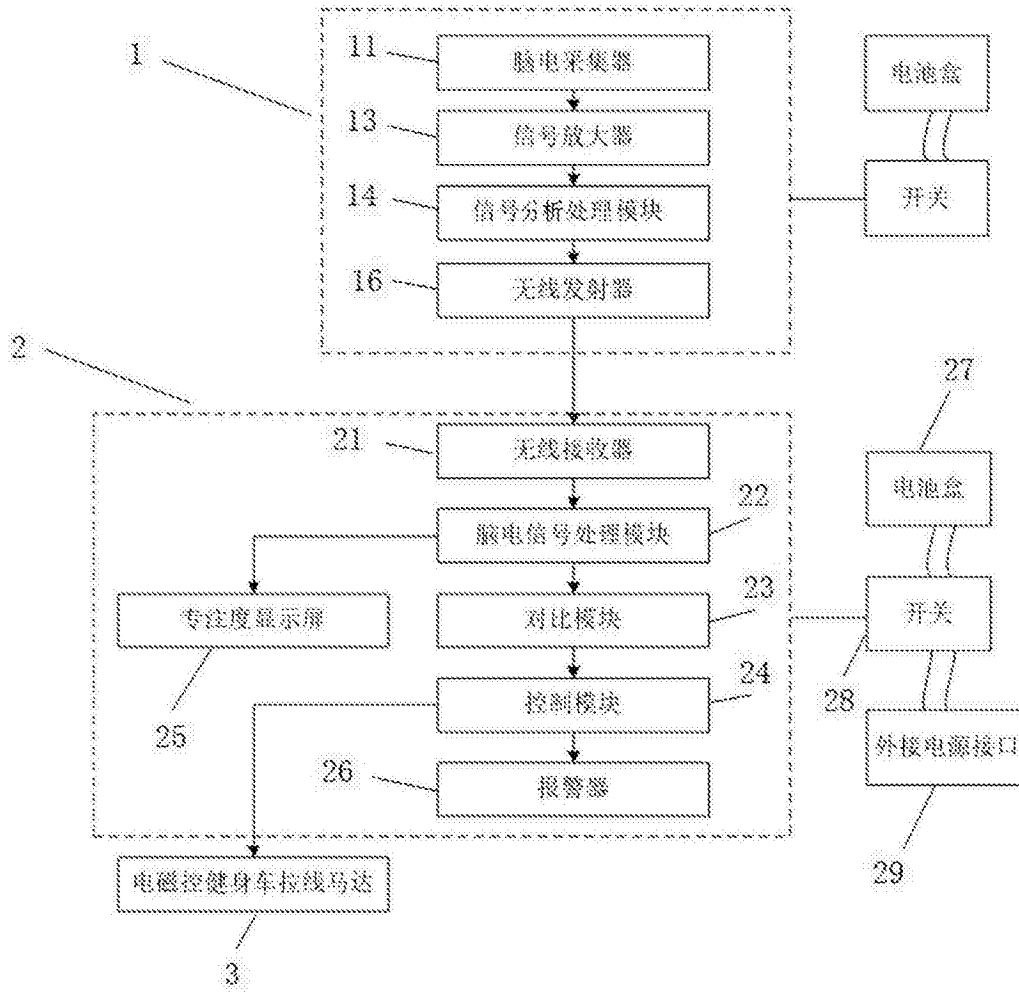 1
11
脑电采集器
电池盒
13
信号放大器
14
信号分析处理模块
开关
16
无线发射器
2
27
21
无线接收器
电池盒
22
脑电信号处理模块
23
专注度显示屏
对比模块
开关
24
28
25
控制模块
外接电源接口
26
报警器
29
电磁控健身车拉线马达
3